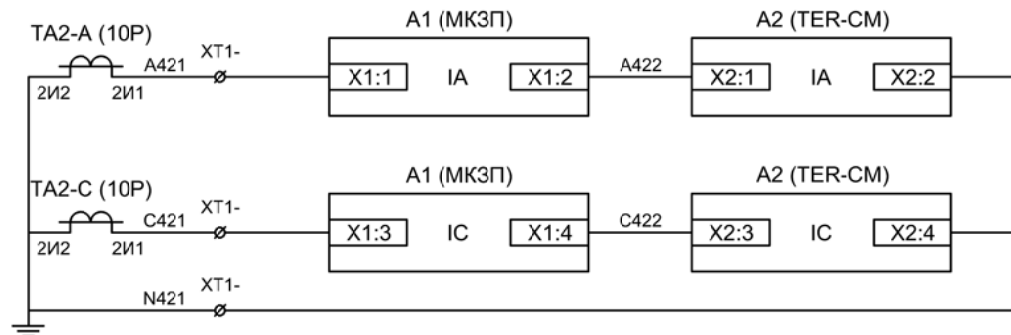 A1 (МКЗП)
A2 (TER-CM)
TA2-A (10P)
A421
XT1-
2И2
2И1
X1:1
IA
X1:2
A422
X2:1
IA
X2:2
A1 (МКЗП)
A2 (TER-CM)
TA2-C (10P)
C421
XT1-
2И2
2И1
X1:3
IC
X1:4
C422
X2:3
IC
X2:4
N421
XT1-